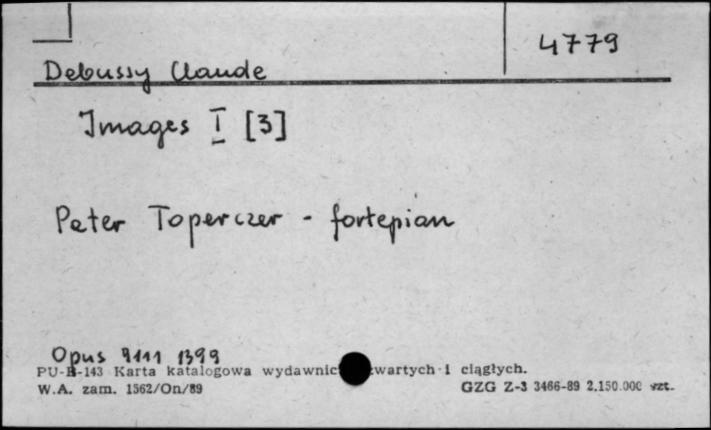 4779
Debussy Claude
Images I [3]
Peter Toperczer - fortepian
Opus 9111 1399
PU-B-143 Karta katalogowa wydawnic wartych i ciągłych.
W.A. zam. 1562/On/89 GZG Z-3 3466-89 2.150.000 szt.